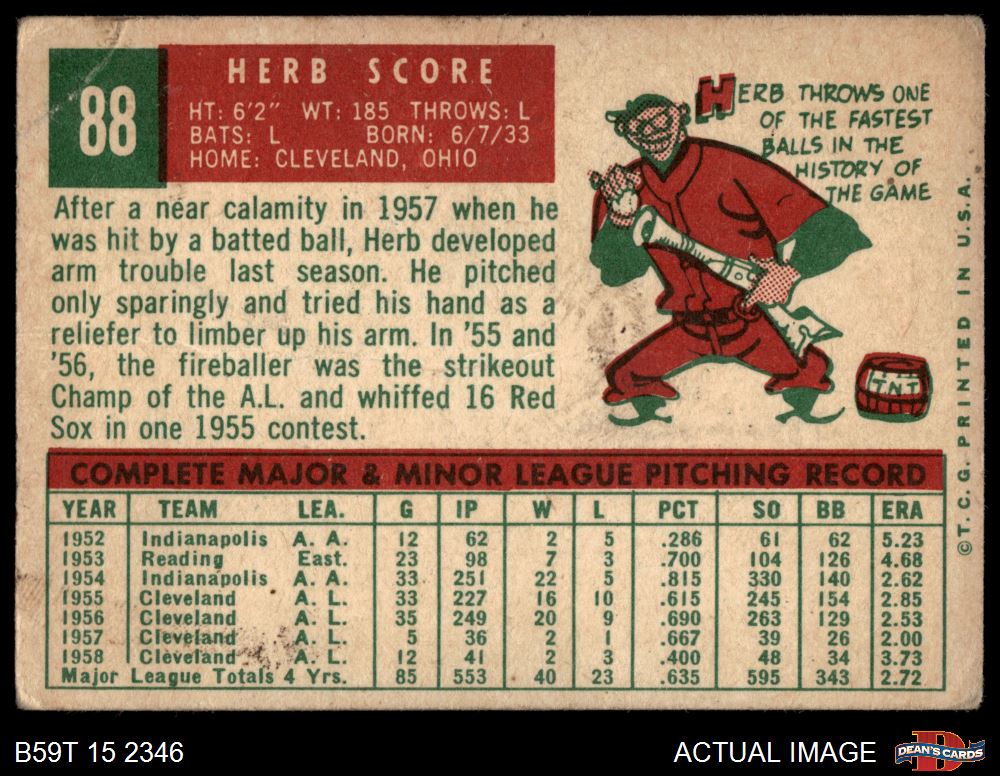 88
HERB SCORE
HT: 6'2" WT: 185 THROWS: L
BATS: L BORN: 6/7/33
HOME: CLEVELAND, OHIO
HERB THROWS ONE
OF THE FASTEST
BALLS IN THE
HISTORY OF
THE GAME
TNT
After a near calamity in 1957 when he
was hit by a batted ball, Herb developed
arm trouble last season. He pitched
only sparingly and tried his hand as a
reliefer to limber up his arm. In '55 and
'56, the fireballer was the strikeout
Champ of the A.L. and whiffed 16 Red
Sox in one 1955 contest.
COMPLETE MAJOR & MINOR LEAGUE PITCHING RECORD
YEAR TEAM LEA. G IP W L PCT SO BB ERA
1952 Indianapolis A. A. 12 62 2 5 .286 61 62 5.23
1953 Reading East. 23 98 7 3 .700 104 126 4.68
1954 Indianapolis A. A. 33 251 22 5 .815 330 140 2.62
1955 Cleveland A. L. 33 227 16 10 .615 245 154 2.85
1956 Cleveland A. L. 35 249 20 9 .690 263 129 2.53
1957 Cleveland A. L. 5 36 2 1 .667 39 26 2.00
1958 Cleveland A. L. 12 41 2 3 .400 48 34 3.73
Major League Totals 4 Yrs. 85 553 40 23 .635 595 343 2.72
©T. C. G. PRINTED IN U.S.A.
B59T 15 2346
ACTUAL IMAGE
D
DEAN'S CARDS